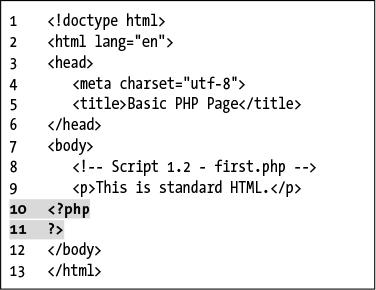 1 <!doctype html>
2 <html lang="en">
3 <head>
4 <meta charset="utf-8">
5 <title>Basic PHP Page</title>
6 </head>
7 <body>
8 <!-- Script 1.2 - first.php -->
9 <p>This is standard HTML.</p>
10 <?php
11 ?>
12 </body>
13 </html>